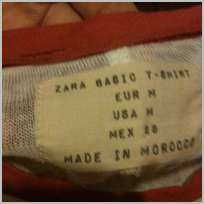 ZARA BASIC T-SHIRT
EUR M
USA M
MEX 28
MADE IN MOROCCO